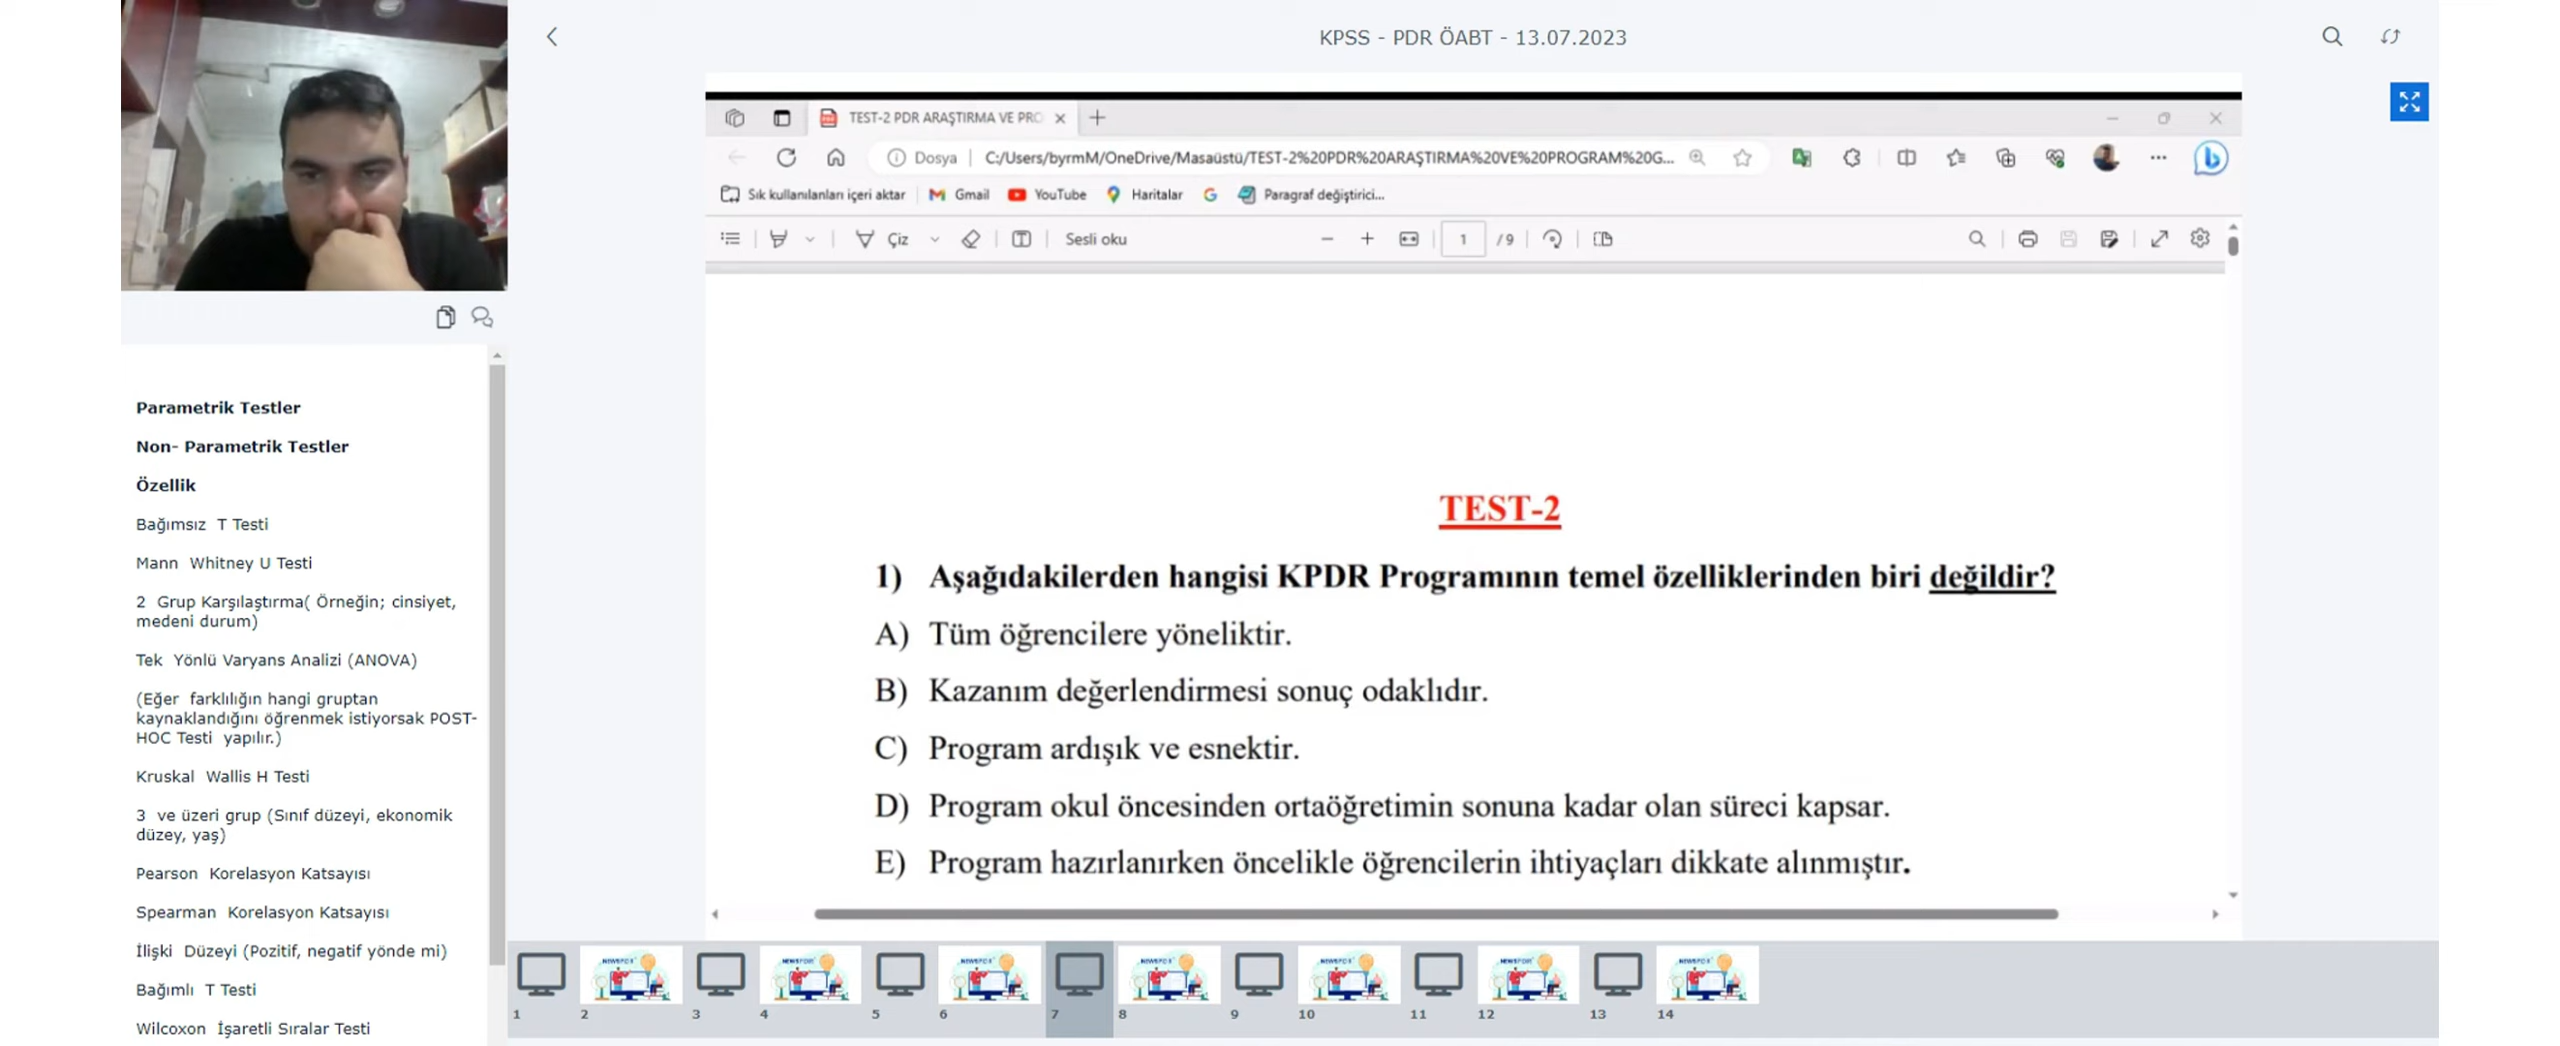 KPSS - PDR ÖABT - 13.07.2023
TEST-2 PDR ARAŞTIRMA VE PRO
Dosya
C:/Users/byrmM/OneDrive/Masaüstü/TEST-2%20PDR%20ARAŞTIRMA%20VE%20PROGRAM%20G...
Sık kullanılanları içeri aktar
Gmail
YouTube
Haritalar
Paragraf değiştirici...
Çiz
Sesli oku
1 /9
TEST-2
1) Aşağıdakilerden hangisi KPDR Programının temel özelliklerinden biri değildir?
A) Tüm öğrencilere yöneliktir.
B) Kazanım değerlendirmesi sonuç odaklıdır.
C) Program ardışık ve esnektir.
D) Program okul öncesinden ortaöğretimin sonuna kadar olan süreci kapsar.
E) Program hazırlanırken öncelikle öğrencilerin ihtiyaçları dikkate alınmıştır.
Parametrik Testler
Non- Parametrik Testler
Özellik
Bağımsız T Testi
Mann Whitney U Testi
2 Grup Karşılaştırma( Örneğin; cinsiyet,
medeni durum)
Tek Yönlü Varyans Analizi (ANOVA)
(Eğer farklılığın hangi gruptan
kaynaklandığını öğrenmek istiyorsak POST-
HOC Testi yapılır.)
Kruskal Wallis H Testi
3 ve üzeri grup (Sınıf düzeyi, ekonomik
düzey, yaş)
Pearson Korelasyon Katsayısı
Spearman Korelasyon Katsayısı
İlişki Düzeyi (Pozitif, negatif yönde mi)
Bağımlı T Testi
Wilcoxon İşaretli Sıralar Testi
1 2 3 4 5 6 7 8 9 10 11 12 13 14